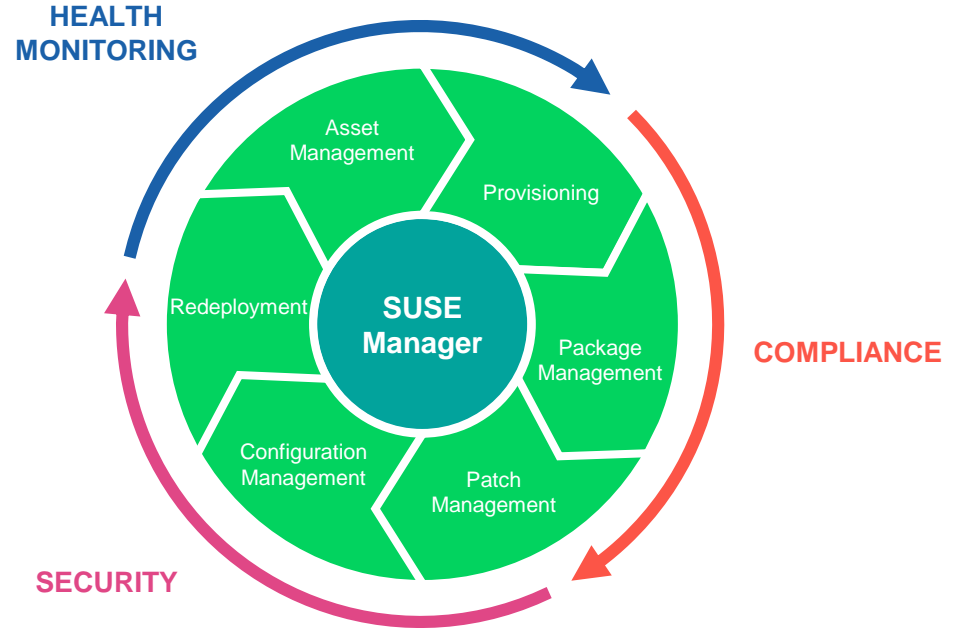 HEALTH
MONITORING
Asset
Management
Provisioning
Redeployment
SUSE
Manager
Package
Management
COMPLIANCE
Configuration
Management
Patch
Management
SECURITY